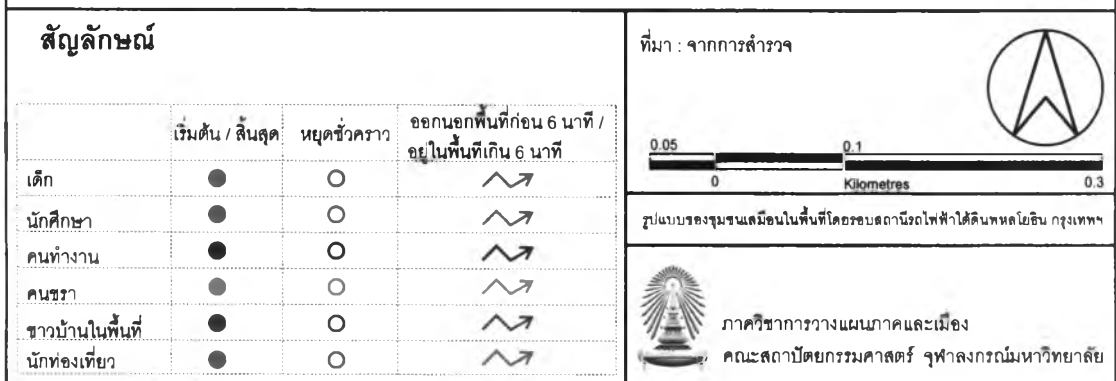 สัญลักษณ์
เริ่มต้น / สิ้นสุด
หยุดชั่วคราว
ออกนอกพื้นที่ก่อน 6 นาที /
อยู่ในพื้นที่เกิน 6 นาที
เด็ก
นักศึกษา
คนทำงาน
คนชรา
ชาวบ้านในพื้นที่
นักท่องเที่ยว
ที่มา : จากการสำรวจ
0.05
0.1
0
Kilometres
0.3
รูปแบบของชุมชนเสมือนในพื้นที่โดยรอบสถานีรถไฟฟ้าใต้ดินพหลโยธิน กรุงเทพฯ
ภาควิชาการวางแผนภาคและเมือง
คณะสถาปัตยกรรมศาสตร์ จุฬาลงกรณ์มหาวิทยาลัย